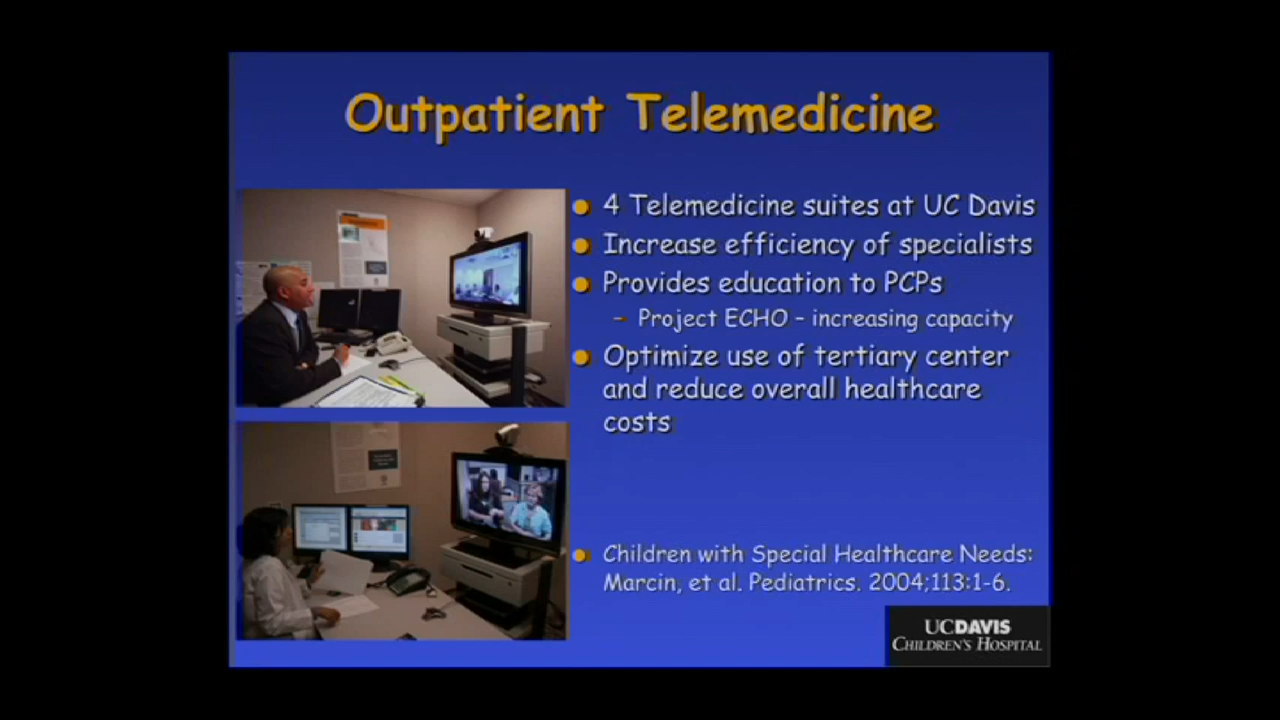 Outpatient Telemedicine
4 Telemedicine suites at UC Davis
Increase efficiency of specialists
Provides education to PCPs
– Project ECHO – increasing capacity
Optimize use of tertiary center
and reduce overall healthcare
costs
Children with Special Healthcare Needs:
Marcin, et al. Pediatrics. 2004;113:1-6.
UCDAVIS
CHILDREN'S HOSPITAL